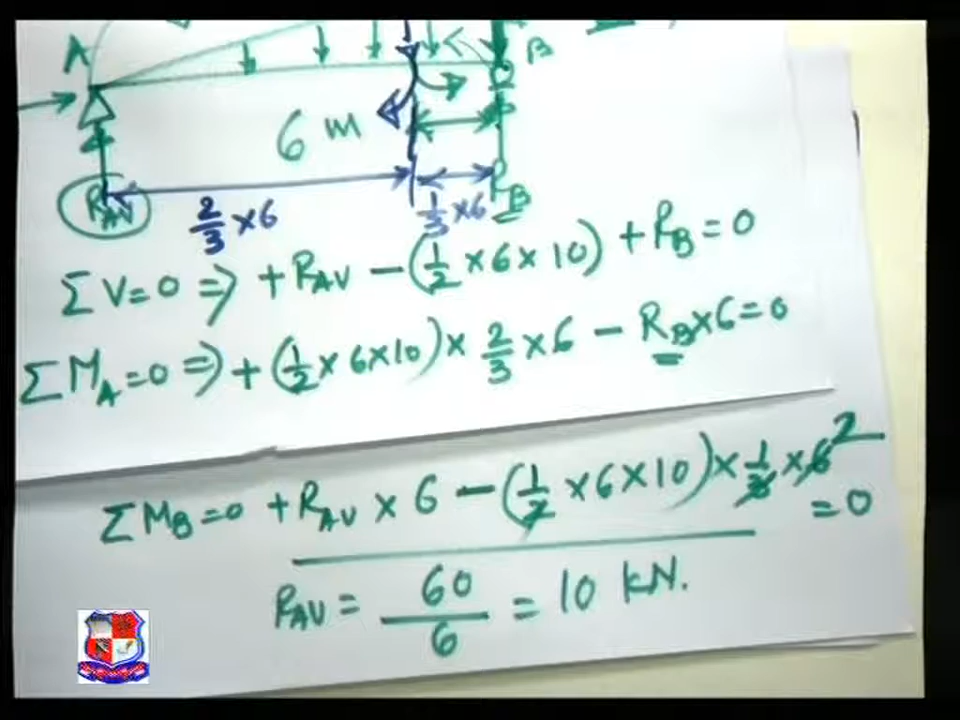 A B
6 m
R_AV 2/3 × 6 1/3 × 6 R_B
ΣV=0 => + R_AV − (1/2 × 6 × 10) + R_B = 0
ΣM_A=0 => + (1/2 × 6×10) × 2/3 × 6 − R_B × 6 = 0
ΣM_B=0 + R_AV × 6 − (1/2 × 6 × 10) × 1/3 × 6 2
= 0
R_AV = 60/6 = 10 kN.